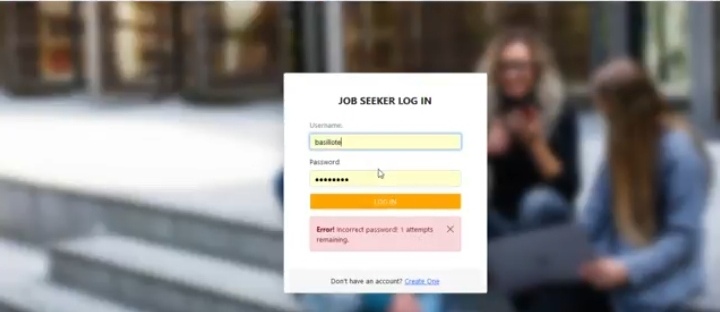 JOB SEEKER LOG IN
Username.
basilote
Password
••••••••
LOG IN
Error! Incorrect password! 1 attempts
remaining.
Don't have an account? Create One